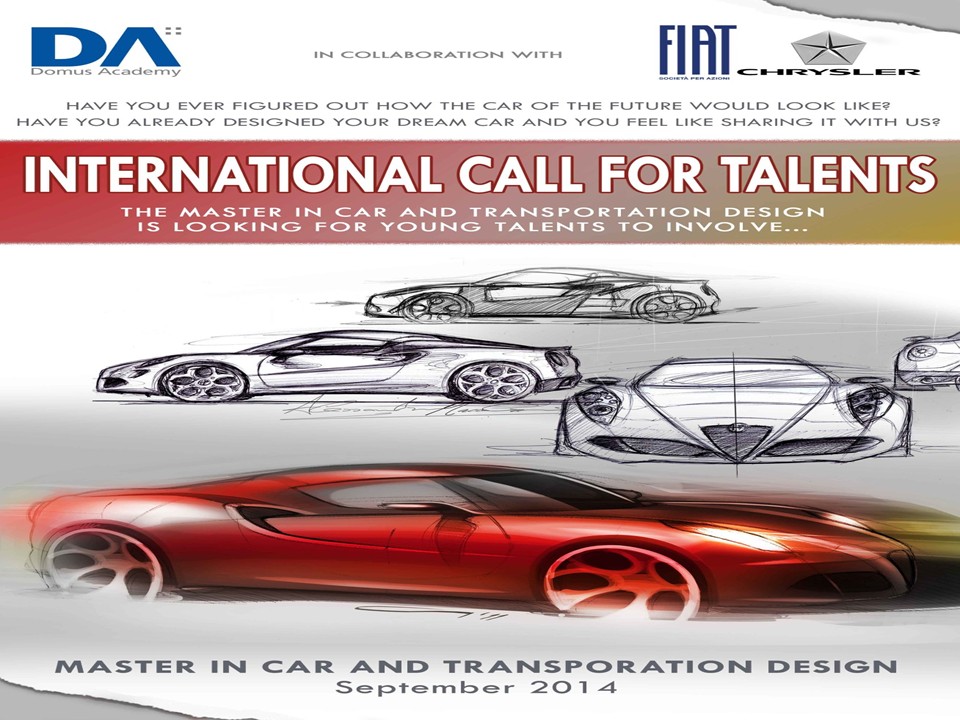 DA
Domus Academy
IN COLLABORATION WITH
FIAT
SOCIETÀ PER AZIONI
CHRYSLER
HAVE YOU EVER FIGURED OUT HOW THE CAR OF THE FUTURE WOULD LOOK LIKE?
HAVE YOU ALREADY DESIGNED YOUR DREAM CAR AND YOU FEEL LIKE SHARING IT WITH US?
INTERNATIONAL CALL FOR TALENTS
THE MASTER IN CAR AND TRANSPORTATION DESIGN
IS LOOKING FOR YOUNG TALENTS TO INVOLVE...
MASTER IN CAR AND TRANSPORATION DESIGN
September 2014